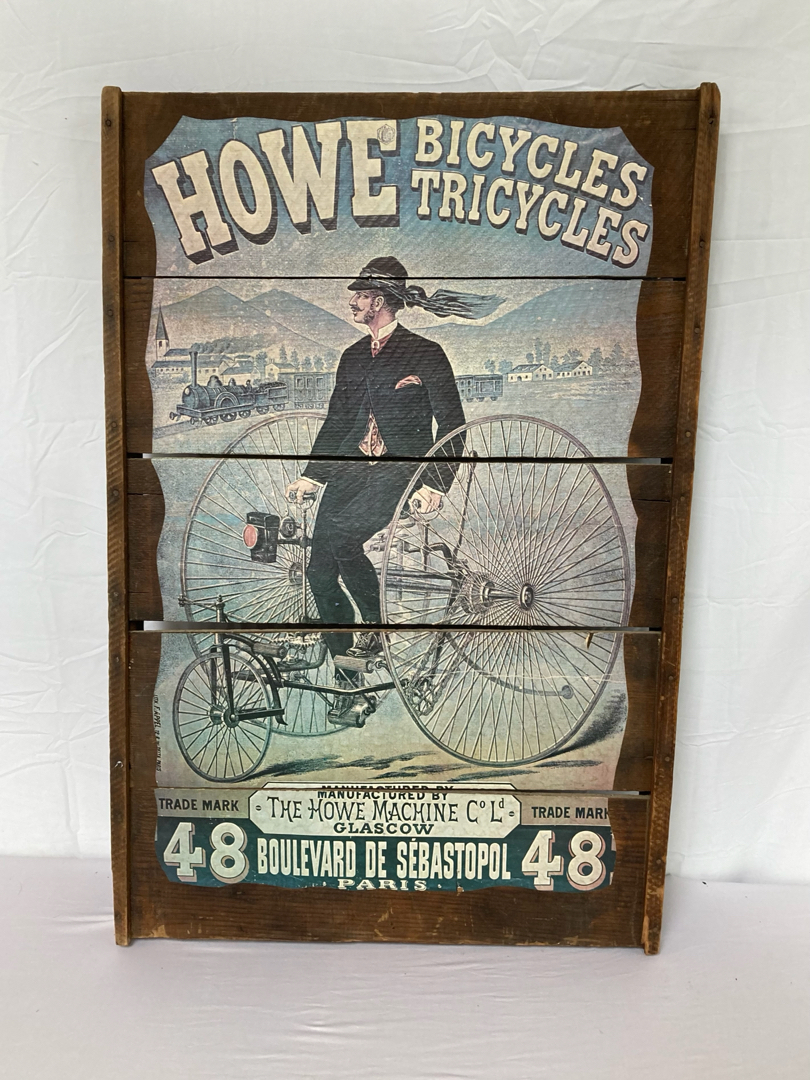 HOWE
BICYCLES
TRICYCLES
MANUFACTURED BY
TRADE MARK
THE HOWE MACHINE Co Ld
TRADE MARK
GLASCOW
48
BOULEVARD DE SÉBASTOPOL
48
PARIS